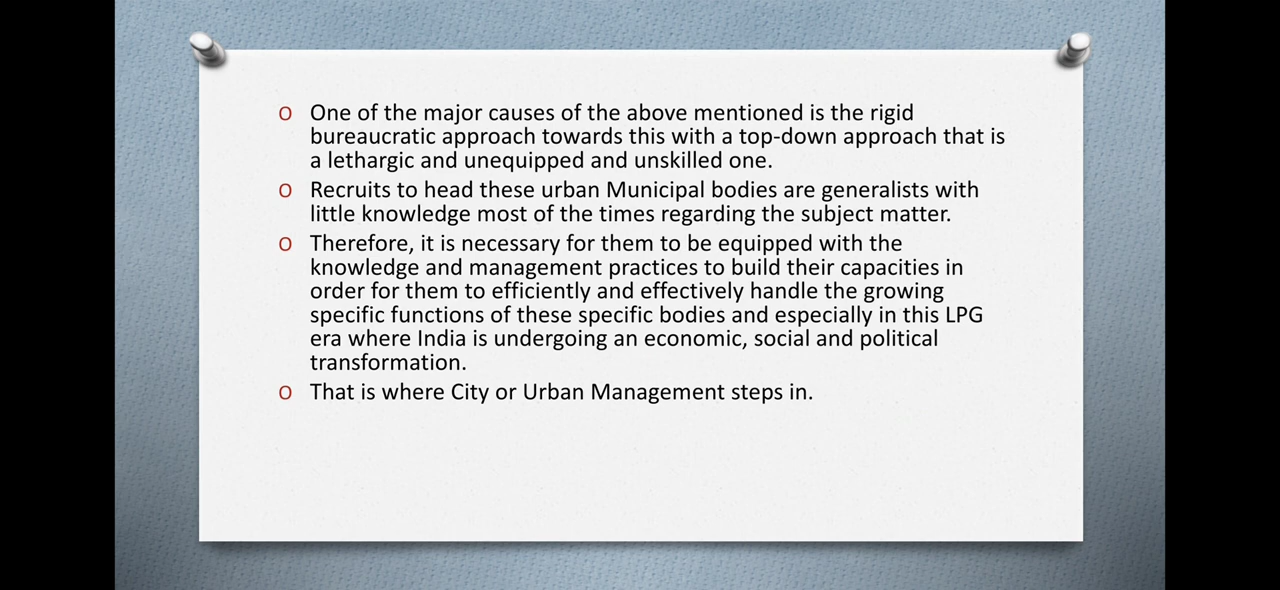 O One of the major causes of the above mentioned is the rigid
bureaucratic approach towards this with a top-down approach that is
a lethargic and unequipped and unskilled one.
O Recruits to head these urban Municipal bodies are generalists with
little knowledge most of the times regarding the subject matter.
O Therefore, it is necessary for them to be equipped with the
knowledge and management practices to build their capacities in
order for them to efficiently and effectively handle the growing
specific functions of these specific bodies and especially in this LPG
era where India is undergoing an economic, social and political
transformation.
O That is where City or Urban Management steps in.